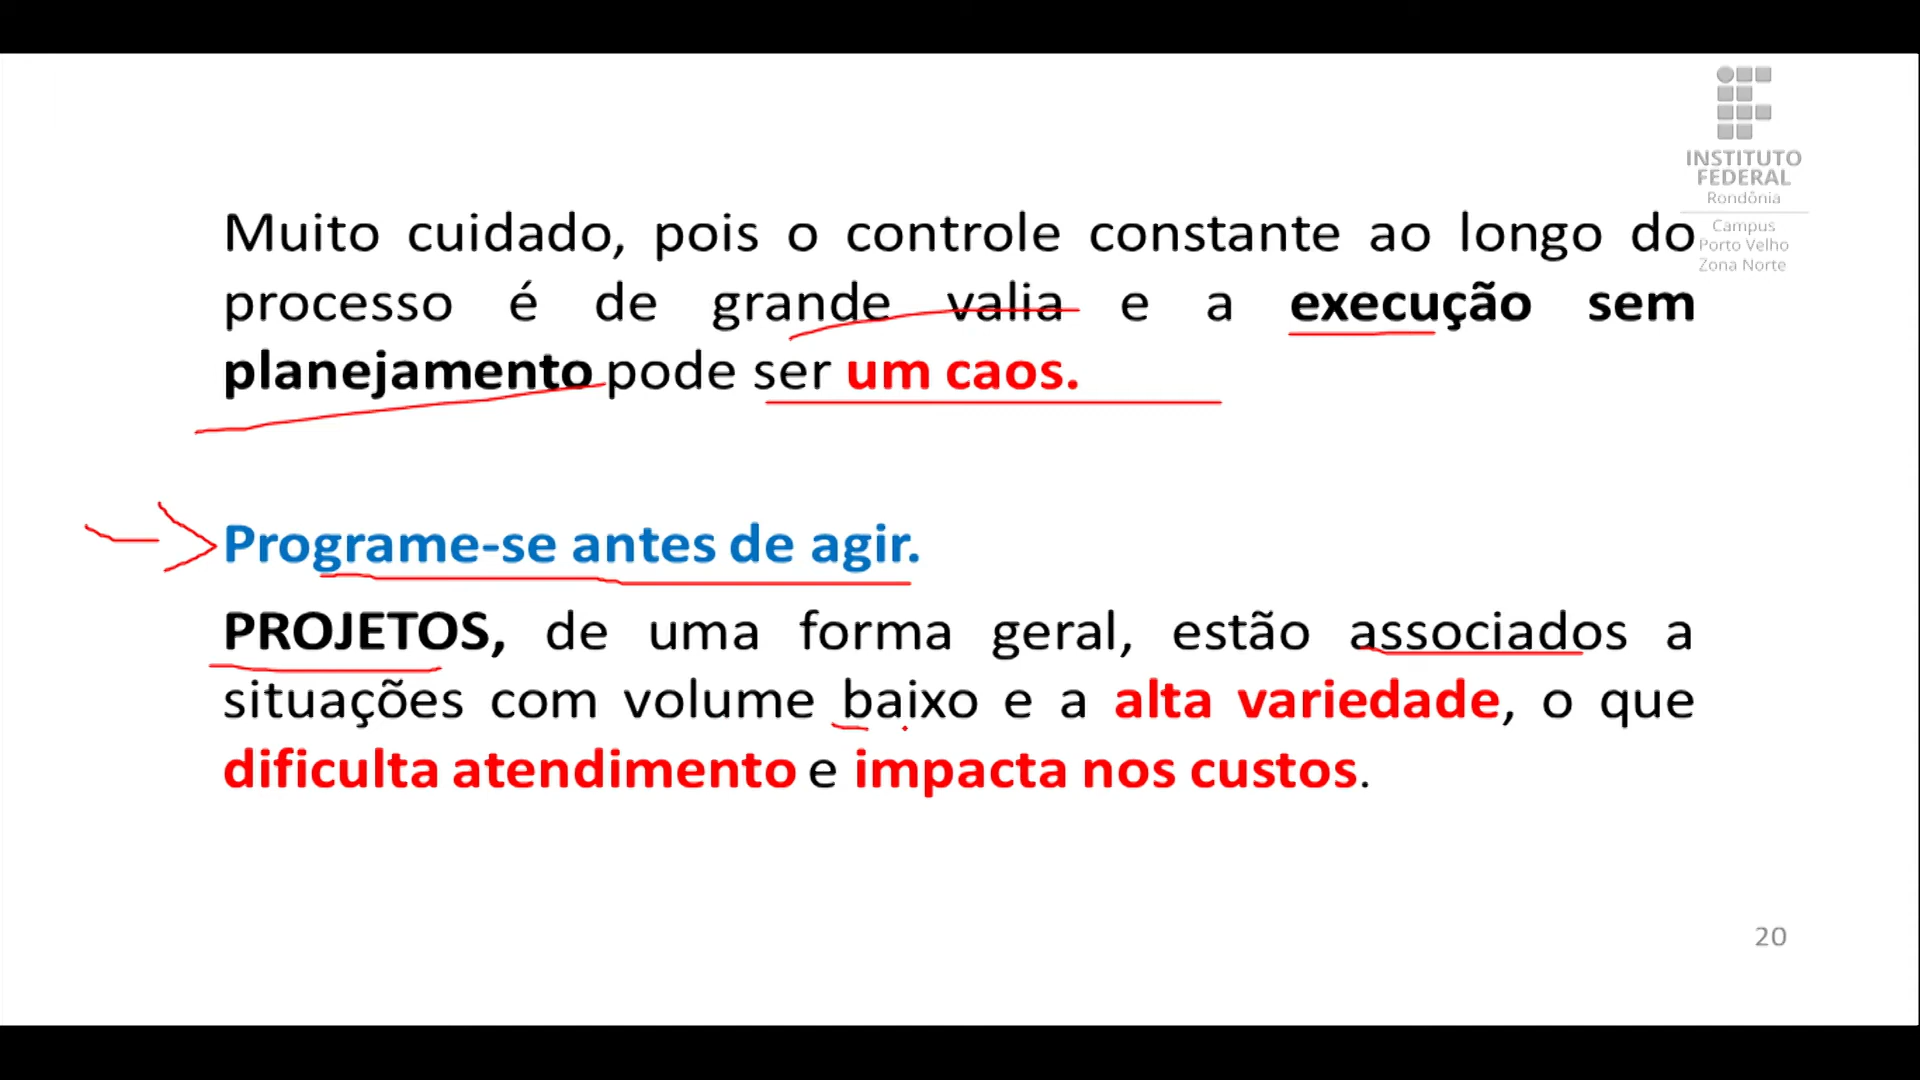 INSTITUTO
FEDERAL
Rondônia
Campus
Porto Velho
Zona Norte
Muito cuidado, pois o controle constante ao longo do
processo é de grande valia e a execução sem
planejamento pode ser um caos.
Programe-se antes de agir.
PROJETOS, de uma forma geral, estão associados a
situações com volume baixo e a alta variedade, o que
dificulta atendimento e impacta nos custos.
20